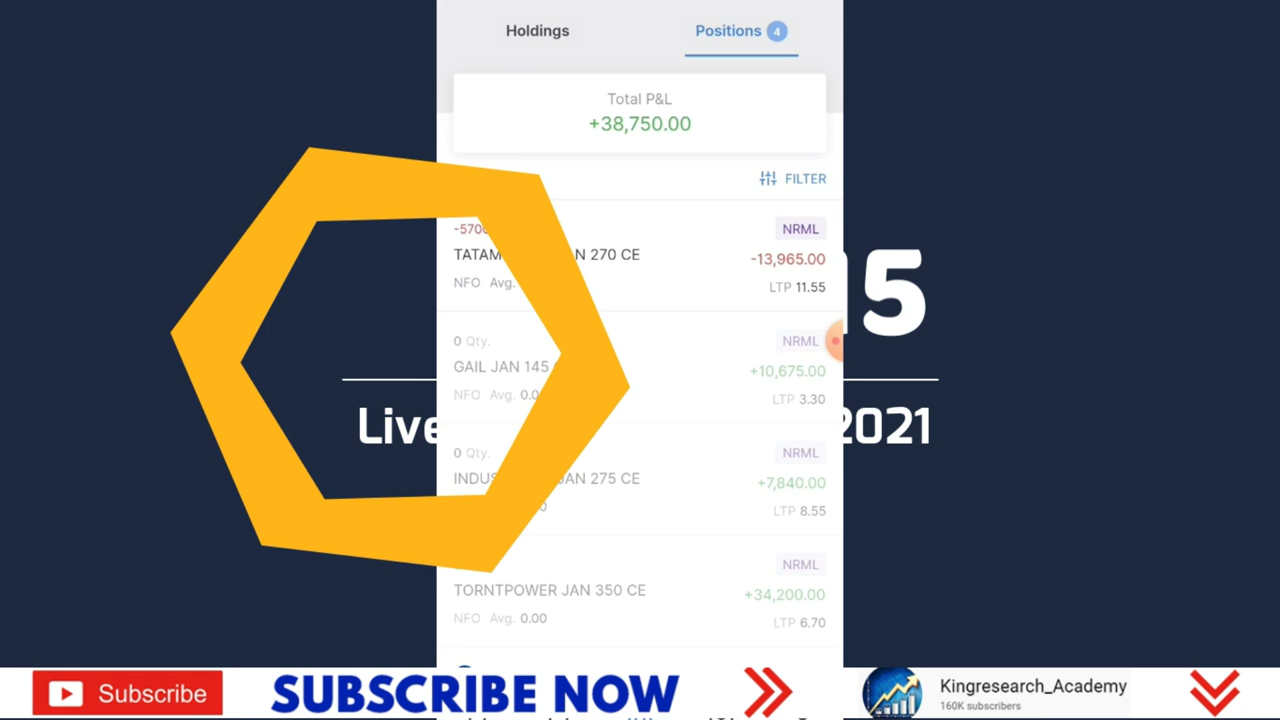 Holdings
Positions 4
Total P&L
+38,750.00
FILTER
NRML
270 CE
-13,965.00
NFO Avg.
LTP 11.55
5
0 Qty.
NRML
GAIL JAN 145
+10,675.00
NFO Avg.
LTP 3.30
Live
2021
0 Qty.
NRML
JAN 275 CE
+7,840.00
LTP 8.55
NRML
TORNTPOWER JAN 350 CE
+34,200.00
NFO Avg. 0.00
LTP 6.70
Subscribe
SUBSCRIBE NOW
Kingresearch_Academy
160K subscribers